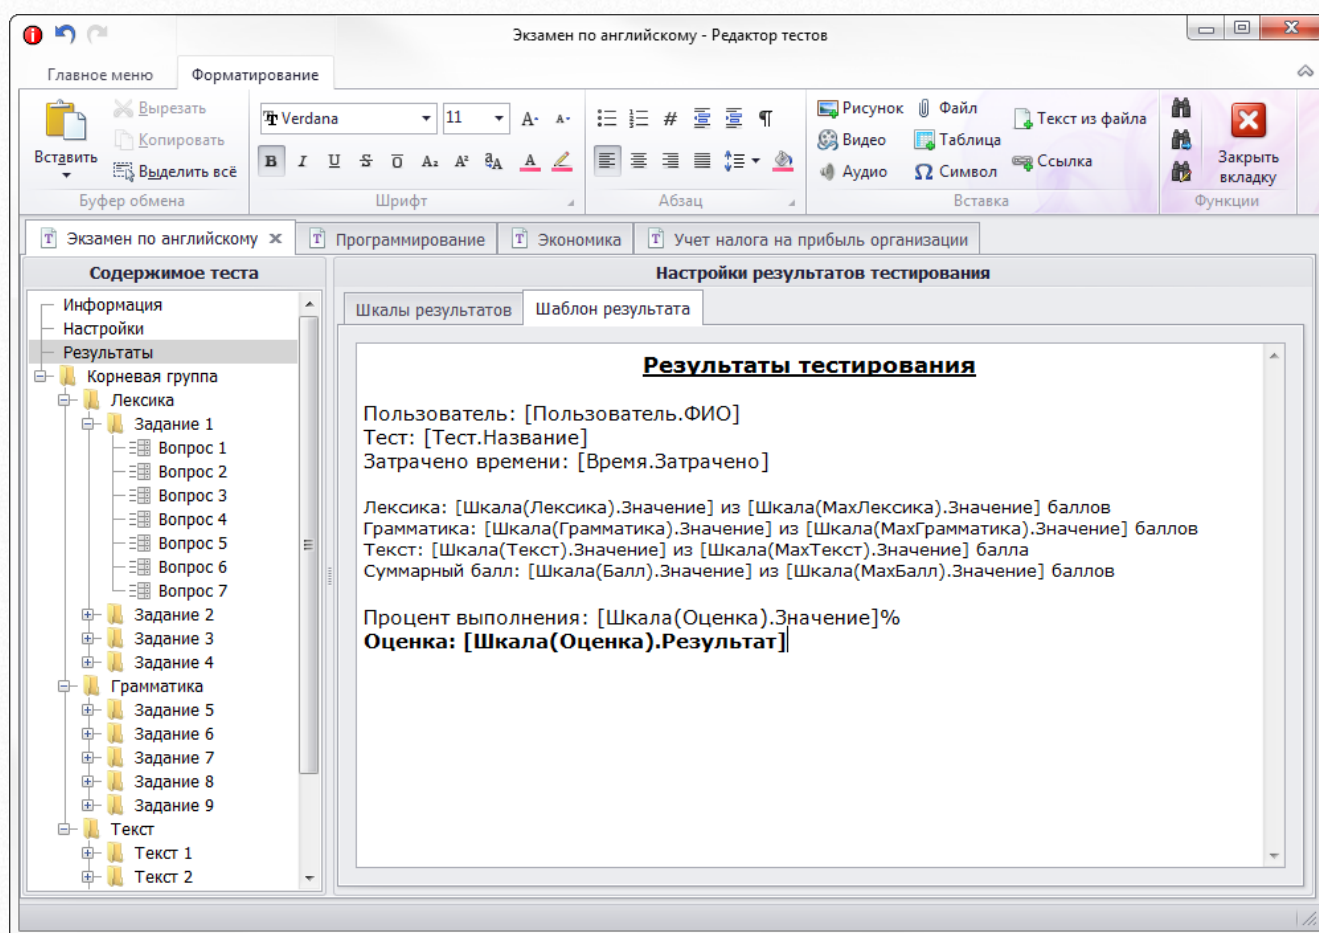 Экзамен по английскому - Редактор тестов
Главное меню
Форматирование
Вставить
Вырезать
Копировать
Выделить всё
Буфер обмена
Verdana
11
Шрифт
Абзац
Рисунок
Файл
Текст из файла
Видео
Таблица
Ссылка
Аудио
Символ
Вставка
Закрыть
вкладку
Функции
Экзамен по английскому
Программирование
Экономика
Учет налога на прибыль организации
Содержимое теста
Информация
Настройки
Результаты
Корневая группа
Лексика
Задание 1
Вопрос 1
Вопрос 2
Вопрос 3
Вопрос 4
Вопрос 5
Вопрос 6
Вопрос 7
Задание 2
Задание 3
Задание 4
Грамматика
Задание 5
Задание 6
Задание 7
Задание 8
Задание 9
Текст
Текст 1
Текст 2
Настройки результатов тестирования
Шкалы результатов
Шаблон результата
Результаты тестирования
Пользователь: [Пользователь.ФИО]
Тест: [Тест.Название]
Затрачено времени: [Время.Затрачено]
Лексика: [Шкала(Лексика).Значение] из [Шкала(МахЛексика).Значение] баллов
Грамматика: [Шкала(Грамматика).Значение] из [Шкала(МахГрамматика).Значение] баллов
Текст: [Шкала(Текст).Значение] из [Шкала(МахТекст).Значение] балла
Суммарный балл: [Шкала(Балл).Значение] из [Шкала(МахБалл).Значение] баллов
Процент выполнения: [Шкала(Оценка).Значение]%
Оценка: [Шкала(Оценка).Результат]